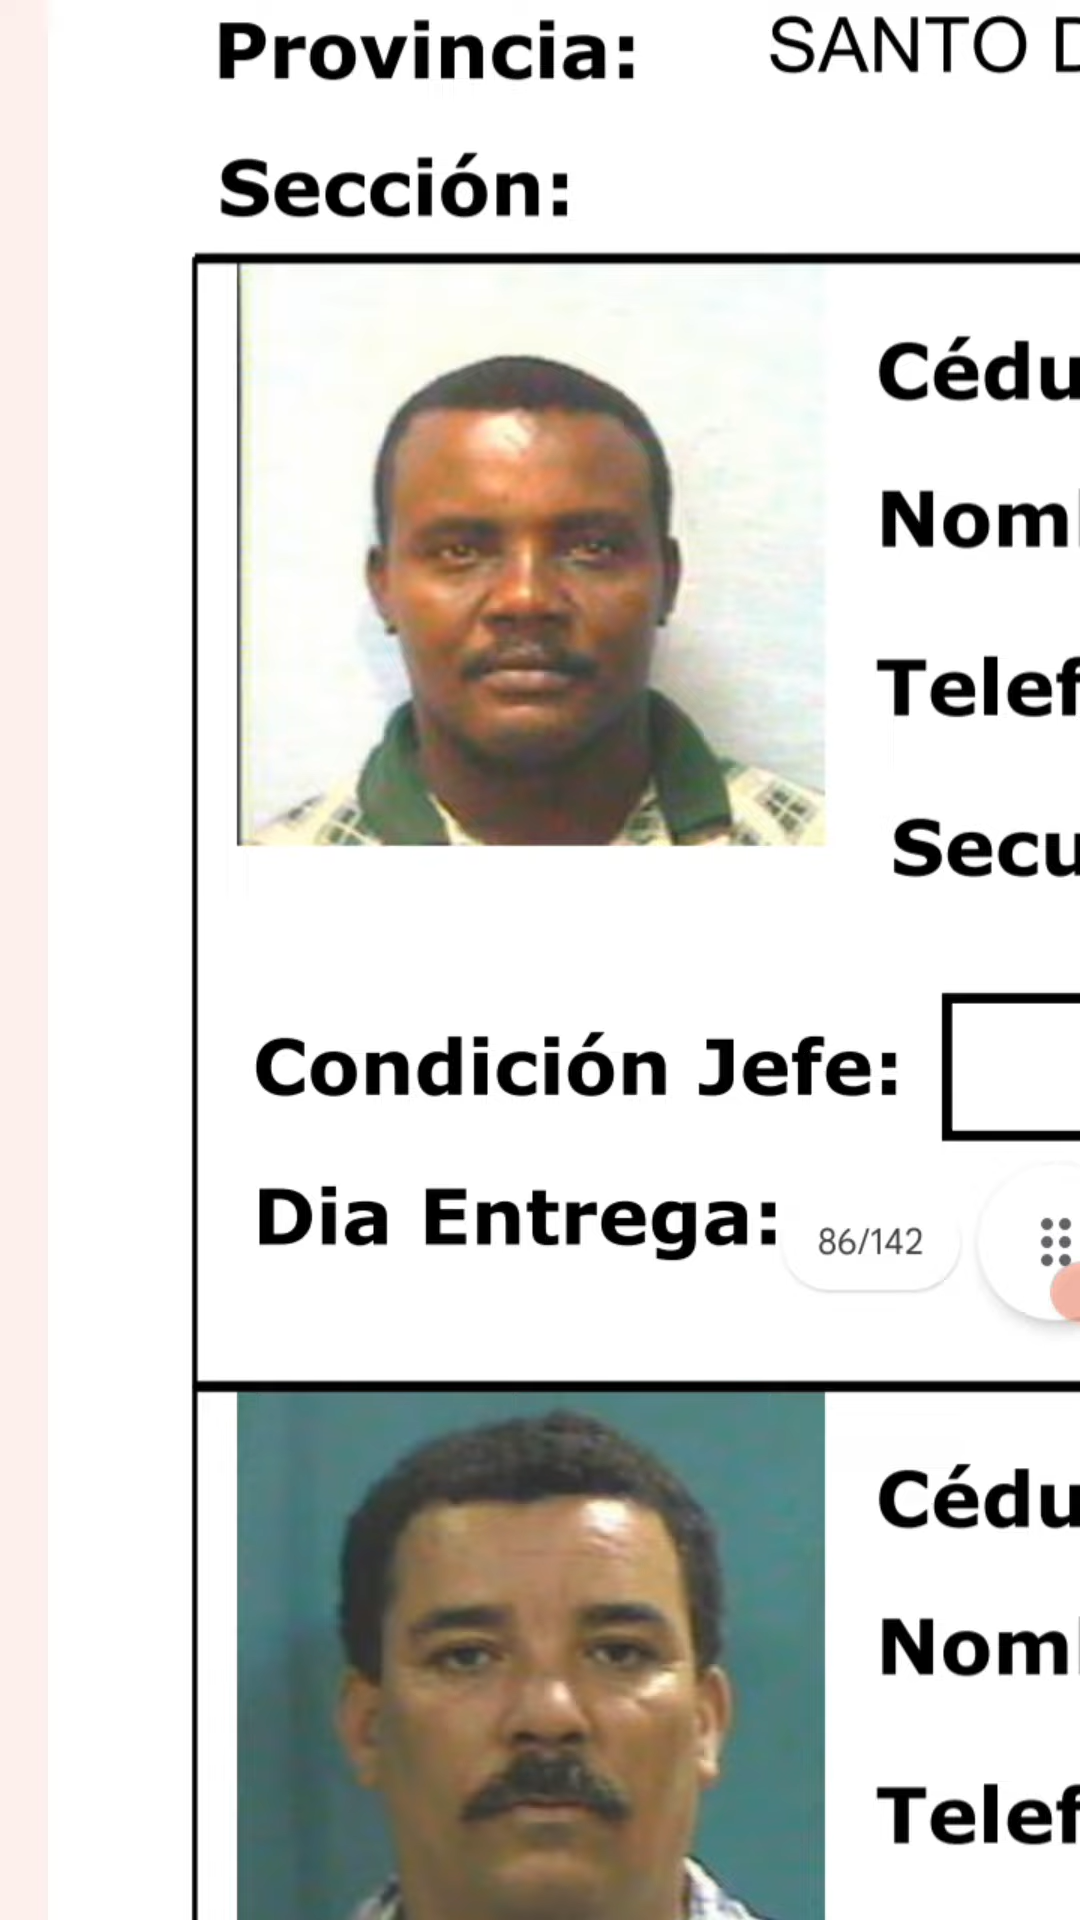 Provincia: SANTO D
Sección:
Cédu
Nom
Telef
Secu
Condición Jefe:
Dia Entrega:
86/142
Cédu
Nom
Telef